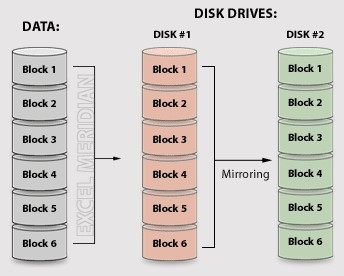 DISK DRIVES:
DATA:
DISK #1
DISK #2
Block 1
Block 2
Block 3
Block 4
Block 5
Block 6
EXCEL MERIDIAN
Block 1
Block 2
Block 3
Block 4
Block 5
Block 6
Mirroring
Block 1
Block 2
Block 3
Block 4
Block 5
Block 6